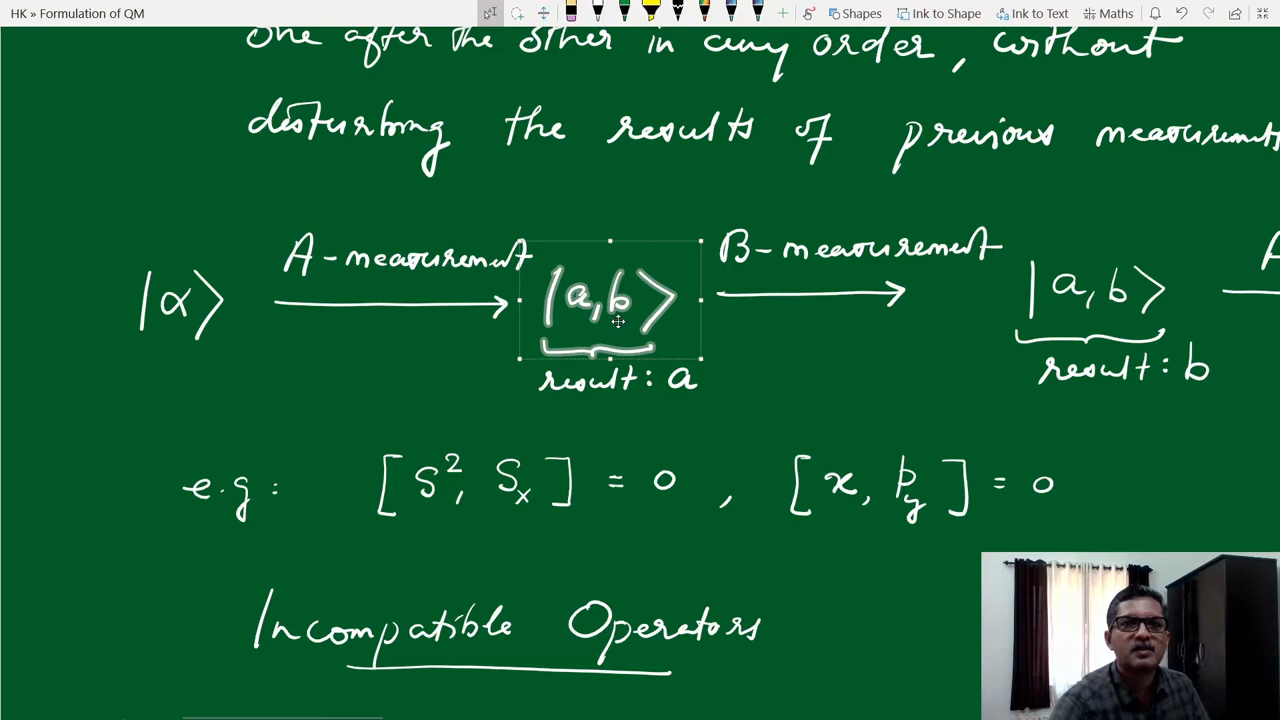 HK » Formulation of QM
Shapes Ink to Shape Ink to Text Maths
one after the other in any order, without
disturbing the results of previous measurements
|α⟩ A-measurement |a,b⟩ B-measurement |a,b⟩
result: a result: b
e.g: [S², Sₓ] = 0 , [x, p_y] = 0
Incompatible Operators